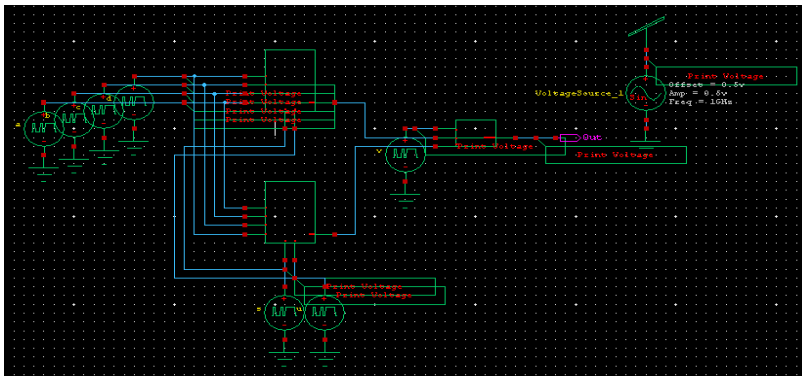 Print Voltage
VoltageSource_1
Offset = 0.5v
Amp = 0.5v
Freq = 1GHz
Sin
d
c
b
a
Print Voltage
Print Voltage
Print Voltage
Print Voltage
v
Out
Print Voltage
Print Voltage
Print Voltage
Print Voltage
s
u